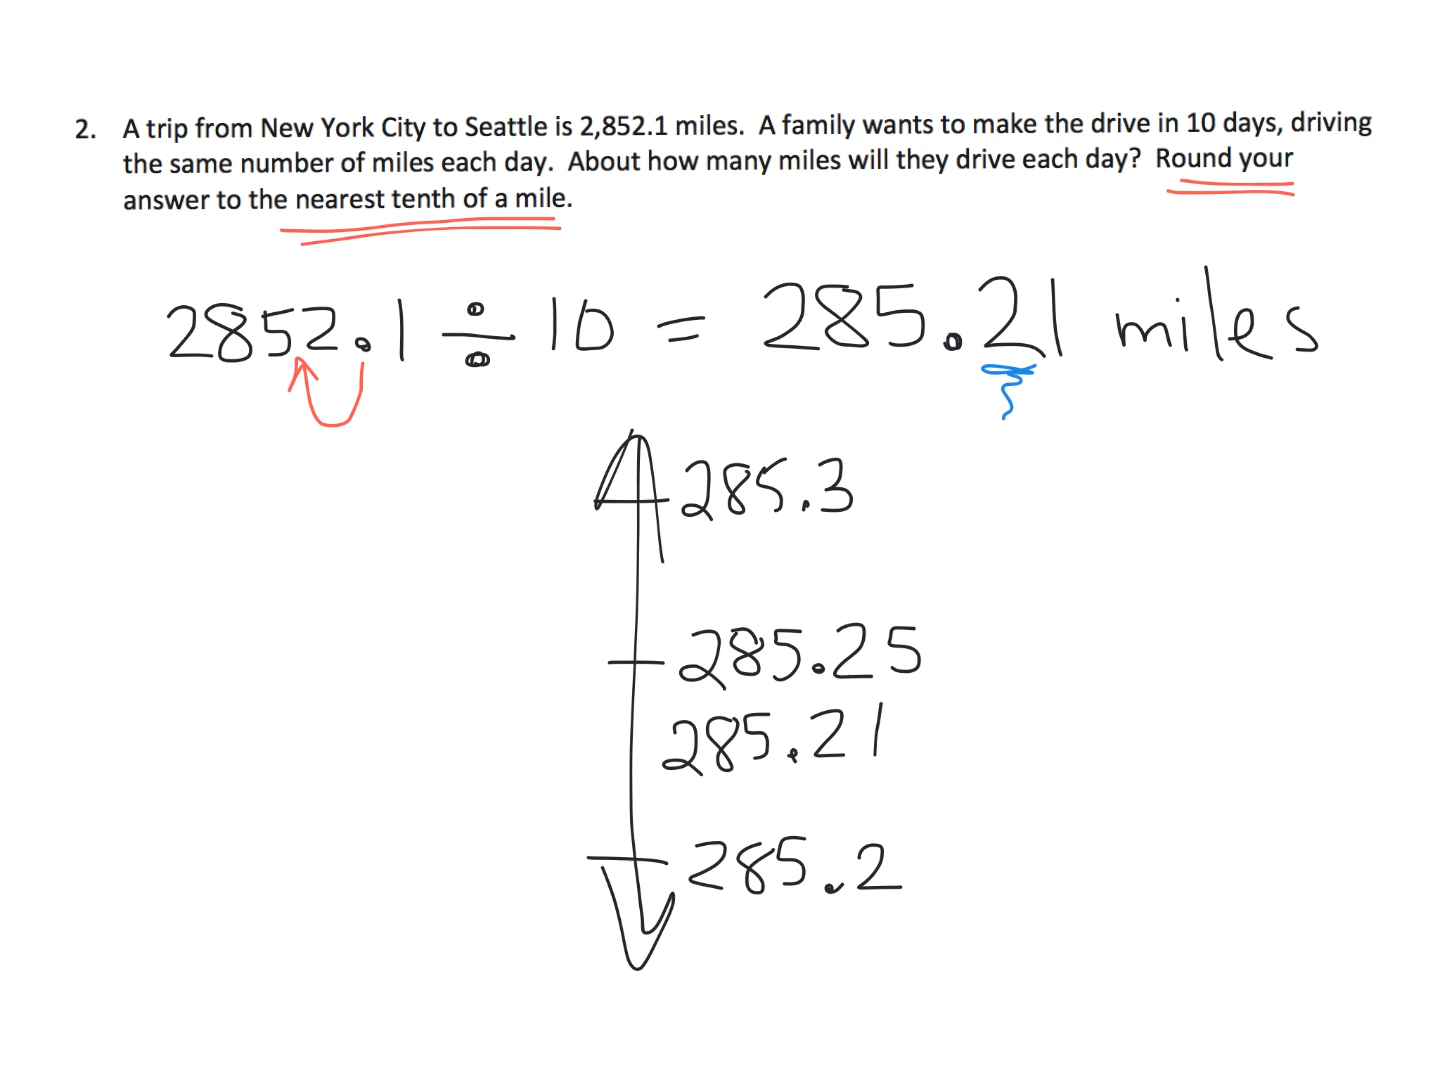 2. A trip from New York City to Seattle is 2,852.1 miles. A family wants to make the drive in 10 days, driving
the same number of miles each day. About how many miles will they drive each day? Round your
answer to the nearest tenth of a mile.
2852.1 ÷ 10 = 285.21 miles
285.3
285.25
285.21
285.2